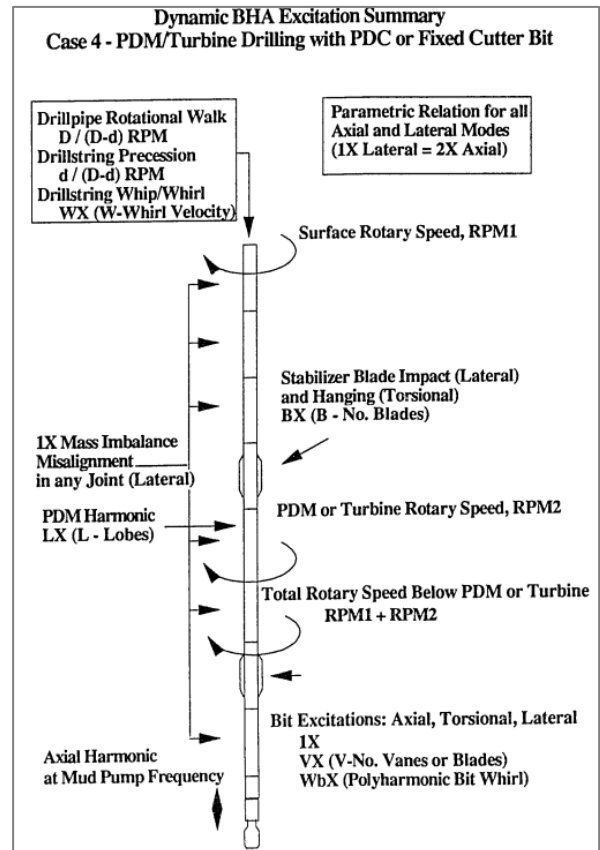 Dynamic BHA Excitation Summary
Case 4 - PDM/Turbine Drilling with PDC or Fixed Cutter Bit
Drillpipe Rotational Walk
D / (D-d) RPM
Drillstring Precession
d / (D-d) RPM
Drillstring Whip/Whirl
WX (W-Whirl Velocity)
Parametric Relation for all
Axial and Lateral Modes
(1X Lateral = 2X Axial)
Surface Rotary Speed, RPM1
Stabilizer Blade Impact (Lateral)
and Hanging (Torsional)
BX (B - No. Blades)
1X Mass Imbalance
Misalignment
in any Joint (Lateral)
PDM Harmonic
LX (L - Lobes)
PDM or Turbine Rotary Speed, RPM2
Total Rotary Speed Below PDM or Turbine
RPM1 + RPM2
Bit Excitations: Axial, Torsional, Lateral
1X
VX (V-No. Vanes or Blades)
WbX (Polyharmonic Bit Whirl)
Axial Harmonic
at Mud Pump Frequency